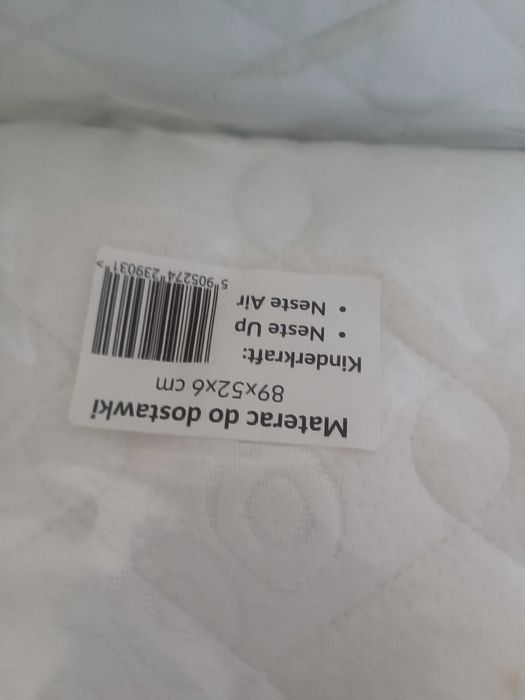 Materac do dostawki
89x52x6 cm
Kinderkraft:
• Neste Up
• Neste Air
5 905274 239031 >